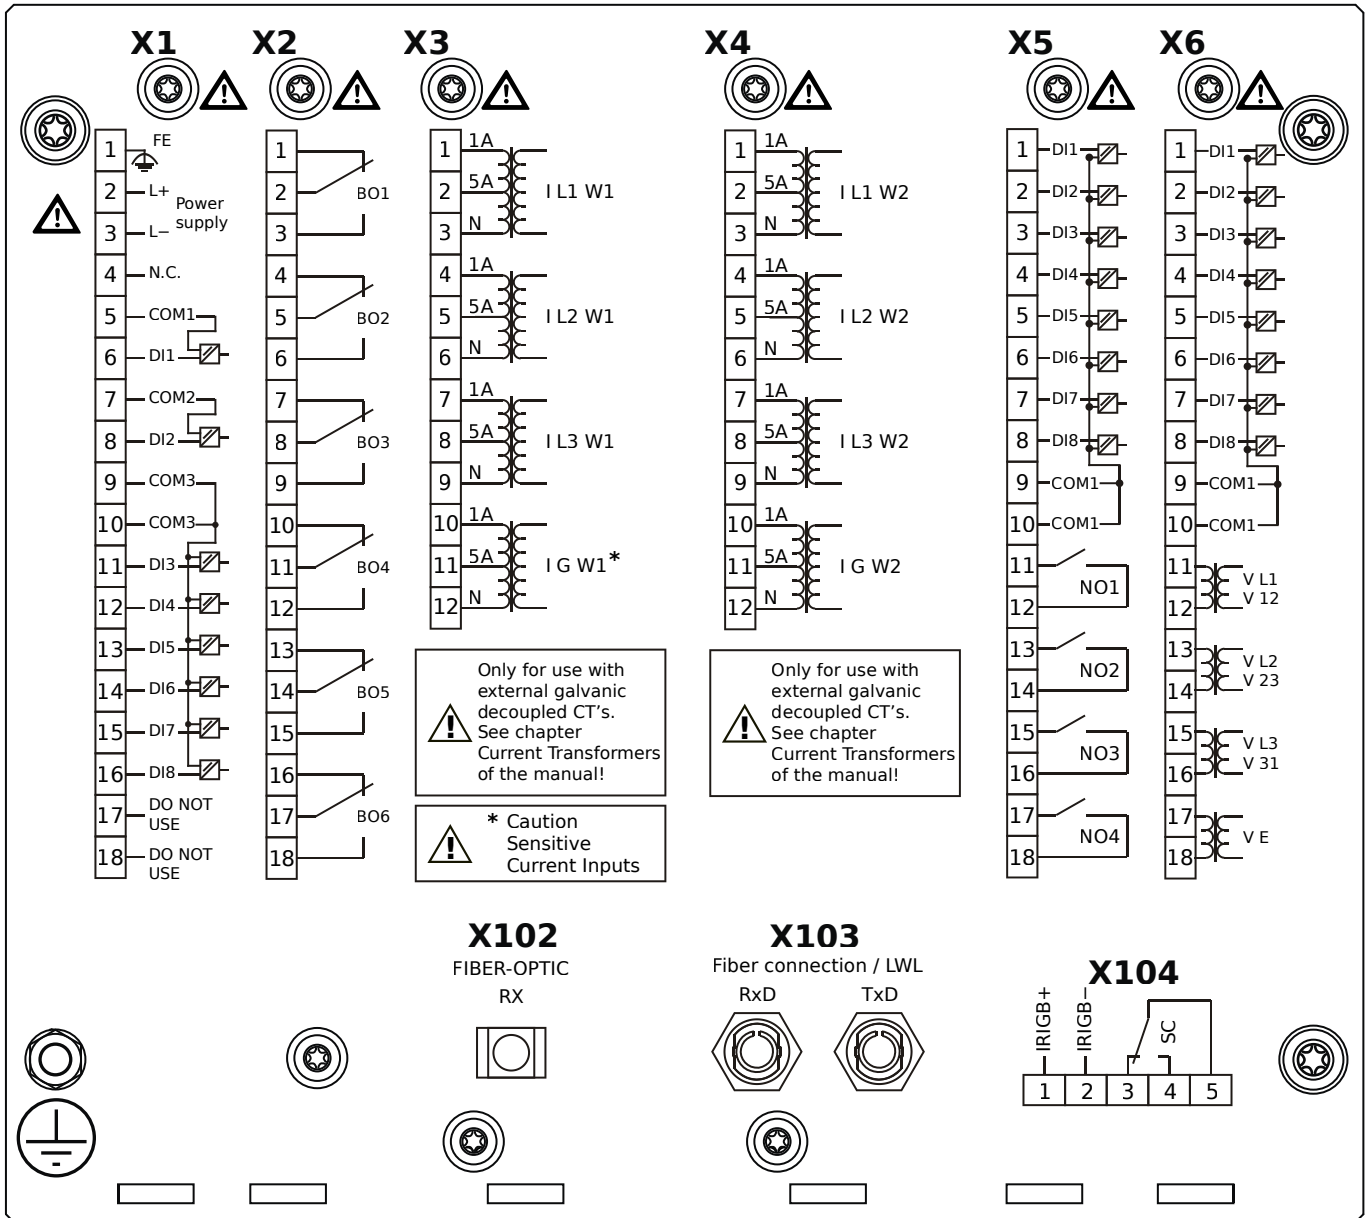 X1
X2
X3
X4
X5
X6
1
FE
2
L+
Power
supply
3
L−
4
N.C.
5
COM1
6
DI1
7
COM2
8
DI2
9
COM3
10
COM3
11
DI3
12
DI4
13
DI5
14
DI6
15
DI7
16
DI8
17
DO NOT
USE
18
DO NOT
USE
1
2
BO1
3
4
5
BO2
6
7
8
BO3
9
10
11
BO4
12
13
14
BO5
15
16
17
BO6
18
1
1A
2
5A
I L1 W1
3
N
4
1A
5
5A
I L2 W1
6
N
7
1A
8
5A
I L3 W1
9
N
10
1A
11
5A
I G W1*
12
N
Only for use with
external galvanic
decoupled CT's.
See chapter
Current Transformers
of the manual!
* Caution
Sensitive
Current Inputs
1
1A
2
5A
I L1 W2
3
N
4
1A
5
5A
I L2 W2
6
N
7
1A
8
5A
I L3 W2
9
N
10
1A
11
5A
I G W2
12
N
Only for use with
external galvanic
decoupled CT's.
See chapter
Current Transformers
of the manual!
1
DI1
2
DI2
3
DI3
4
DI4
5
DI5
6
DI6
7
DI7
8
DI8
9
COM1
10
COM1
11
NO1
12
13
NO2
14
15
NO3
16
17
NO4
18
1
DI1
2
DI2
3
DI3
4
DI4
5
DI5
6
DI6
7
DI7
8
DI8
9
COM1
10
COM1
11
V L1
V 12
12
13
V L2
V 23
14
15
V L3
V 31
16
17
V E
18
X102
FIBER-OPTIC
RX
X103
Fiber connection / LWL
RxD
TxD
X104
IRIGB+
IRIGB−
SC
1
2
3
4
5